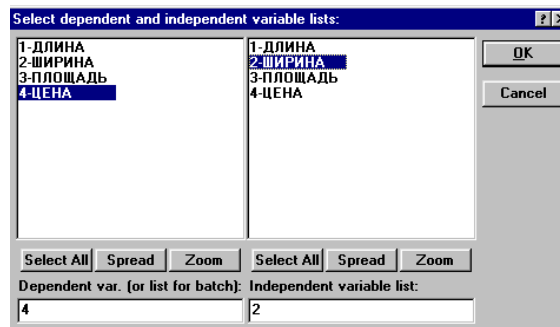 Select dependent and independent variable lists:
1-ДЛИНА
2-ШИРИНА
3-ПЛОЩАДЬ
4-ЦЕНА
1-ДЛИНА
2-ШИРИНА
3-ПЛОЩАДЬ
4-ЦЕНА
OK
Cancel
Select All Spread Zoom Select All Spread Zoom
Dependent var. (or list for batch): Independent variable list:
4 2